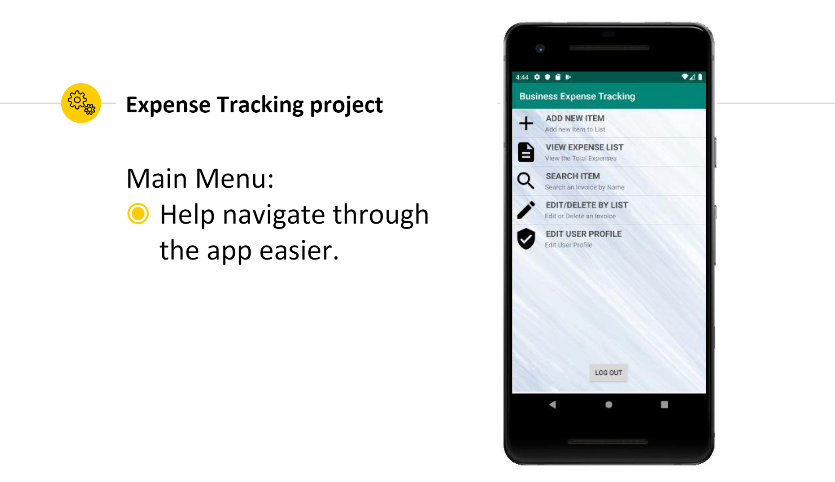 Expense Tracking project
Main Menu:
Help navigate through
the app easier.
4:44
Business Expense Tracking
ADD NEW ITEM
Add new Item to List
VIEW EXPENSE LIST
View the Total Expenses
SEARCH ITEM
Search an Invoice by Name
EDIT/DELETE BY LIST
Edit or Delete an Invoice
EDIT USER PROFILE
Edit User Profile
LOG OUT